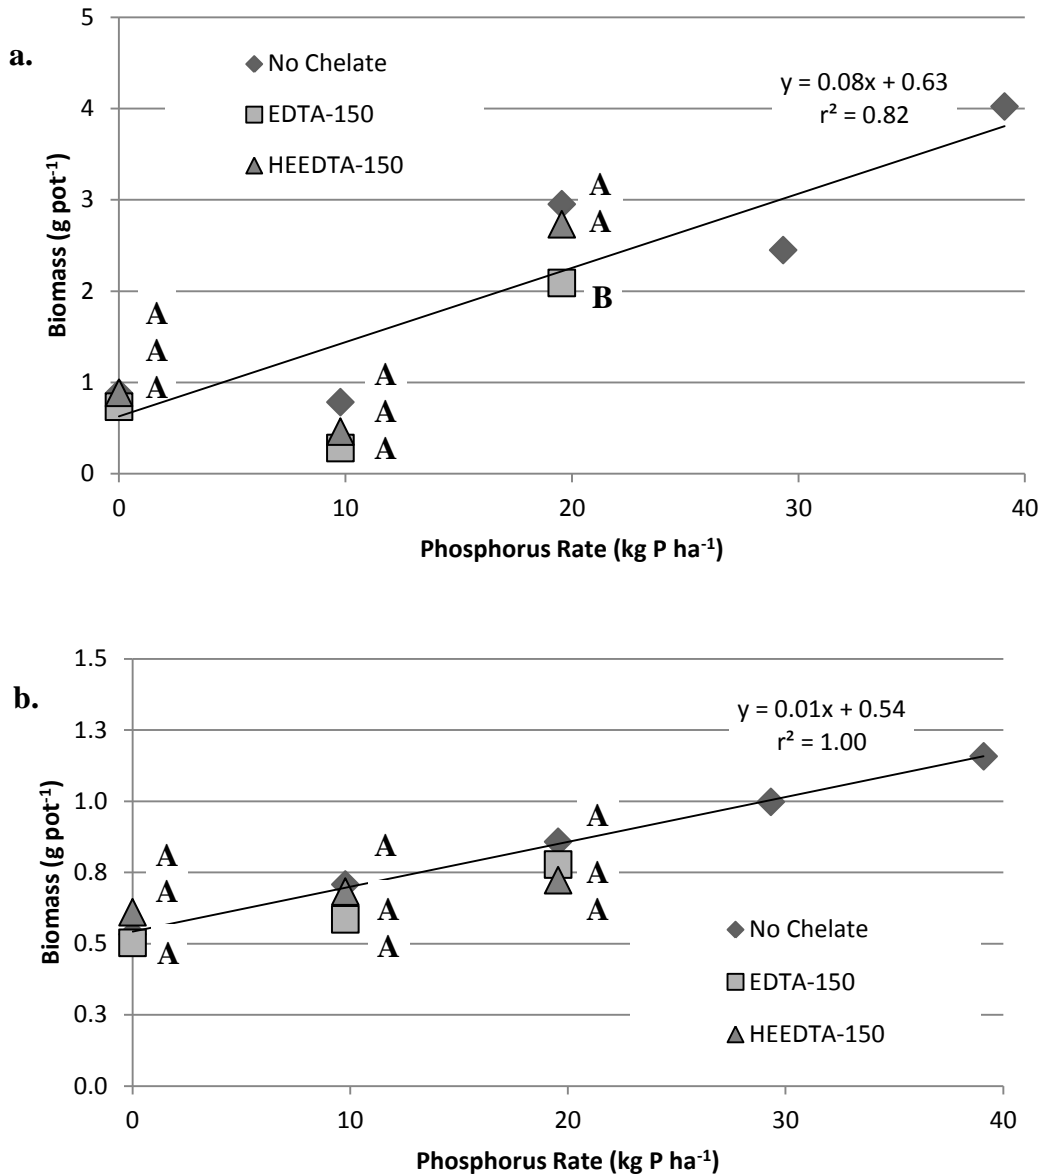 a.
5
4
3
2
1
0
Biomass (g pot⁻¹)
No Chelate
EDTA-150
HEEDTA-150
y = 0.08x + 0.63
r² = 0.82
A
A
B
A
A
A
A
A
A
0 10 20 30 40
Phosphorus Rate (kg P ha⁻¹)
b.
1.5
1.3
1.0
0.8
0.5
0.3
0.0
Biomass (g pot⁻¹)
y = 0.01x + 0.54
r² = 1.00
A
A
A
A
A
A
A
A
A
No Chelate
EDTA-150
HEEDTA-150
0 10 20 30 40
Phosphorus Rate (kg P ha⁻¹)